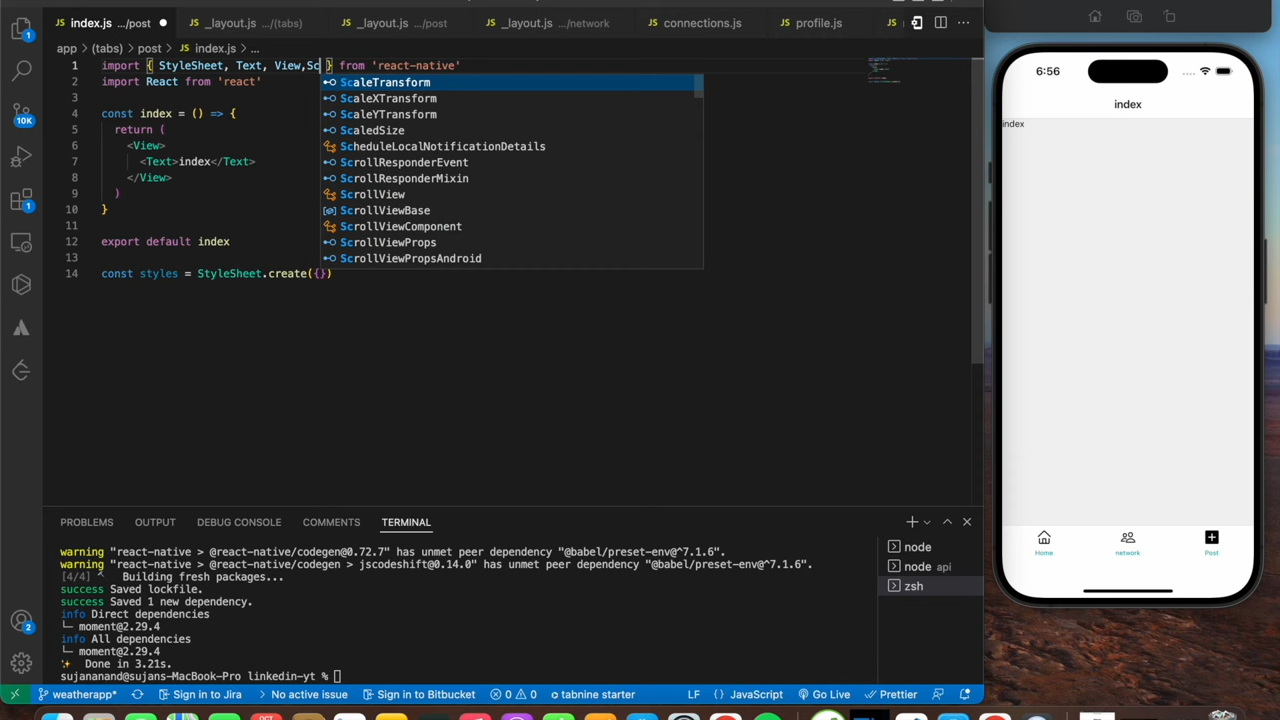 index.js
_layout.js .../(tabs)
_layout.js .../post
_layout.js .../network
JS connections.js
JS profile.js
JS
app > (tabs) > post > JS index.js > ...
1 import { StyleSheet, Text, View,Sc } from 'react-native'
2 import React from 'react'
3
4 const index = () => {
5 return (
6 <View>
7 <Text>index</Text>
8 </View>
9 )
10 }
11
12 export default index
13
14 const styles = StyleSheet.create({})
ScaleTransform
ScaleXTransform
ScaleYTransform
ScaledSize
ScheduleLocalNotificationDetails
ScrollResponderEvent
ScrollResponderMixin
ScrollView
ScrollViewBase
ScrollViewComponent
ScrollViewProps
ScrollViewPropsAndroid
1
10K
1
2
PROBLEMS OUTPUT DEBUG CONSOLE COMMENTS TERMINAL
warning "react-native > @react-native/codegen@0.72.7" has unmet peer dependency "@babel/preset-env@^7.1.6".
warning "react-native > @react-native/codegen > jscodeshift@0.14.0" has unmet peer dependency "@babel/preset-env@^7.1.6".
[4/4] Building fresh packages...
success Saved lockfile.
success Saved 1 new dependency.
info Direct dependencies
└─ moment@2.29.4
info All dependencies
└─ moment@2.29.4
Done in 3.21s.
sujananand@sujans-MacBook-Pro linkedin-yt %
node
node api
zsh
weatherapp* Sign in to Jira No active issue Sign in to Bitbucket 0 0 tabnine starter LF {} JavaScript Go Live Prettier
6:56
index
index
Home
network
Post